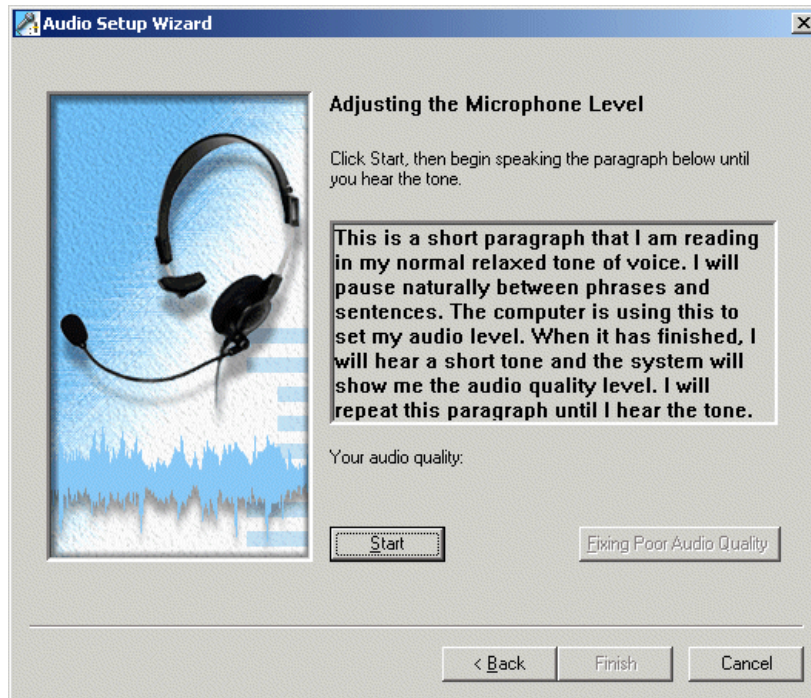 Audio Setup Wizard
Adjusting the Microphone Level
Click Start, then begin speaking the paragraph below until
you hear the tone.
This is a short paragraph that I am reading
in my normal relaxed tone of voice. I will
pause naturally between phrases and
sentences. The computer is using this to
set my audio level. When it has finished, I
will hear a short tone and the system will
show me the audio quality level. I will
repeat this paragraph until I hear the tone.
Your audio quality:
Start
Fixing Poor Audio Quality
< Back
Finish
Cancel